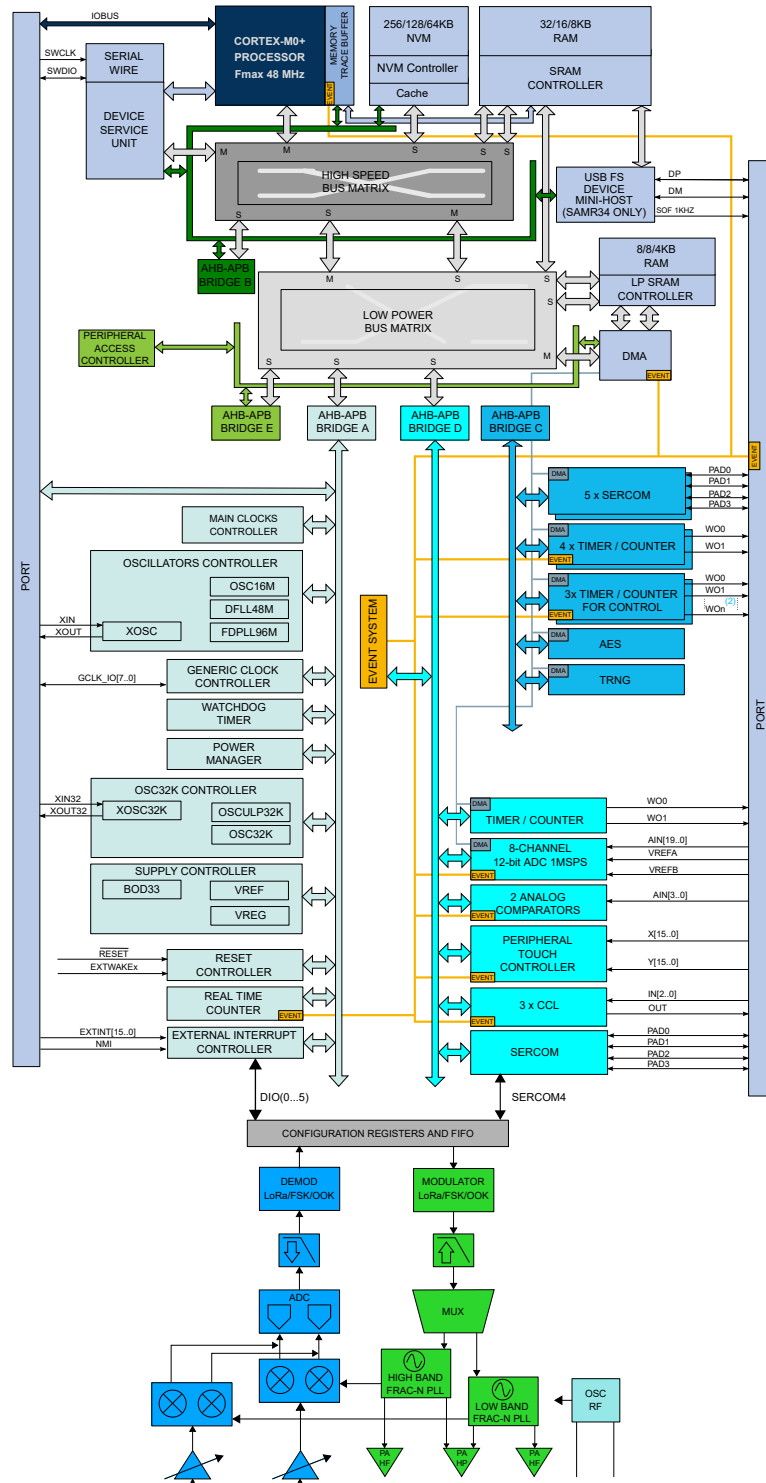 IOBUS
SWCLK
SWDIO
SERIAL
WIRE
DEVICE
SERVICE
UNIT
CORTEX-M0+
PROCESSOR
Fmax 48 MHz
MEMORY
TRACE BUFFER
EVENT
256/128/64KB
NVM
NVM Controller
Cache
32/16/8KB
RAM
SRAM
CONTROLLER
M
M
S
S
S
HIGH SPEED
BUS MATRIX
S
S
M
USB FS
DEVICE
MINI-HOST
(SAMR34 ONLY)
DP
DM
SOF 1KHZ
AHB-APB
BRIDGE B
M
S
S
S
S
LOW POWER
BUS MATRIX
S
S
S
M
8/8/4KB
RAM
LP SRAM
CONTROLLER
DMA
EVENT
PERIPHERAL
ACCESS
CONTROLLER
AHB-APB
BRIDGE E
AHB-APB
BRIDGE A
AHB-APB
BRIDGE D
AHB-APB
BRIDGE C
EVENT
PORT
PORT
MAIN CLOCKS
CONTROLLER
OSCILLATORS CONTROLLER
OSC16M
DFLL48M
FDPLL96M
XOSC
XIN
XOUT
GCLK_IO[7..0]
GENERIC CLOCK
CONTROLLER
WATCHDOG
TIMER
POWER
MANAGER
OSC32K CONTROLLER
XIN32
XOUT32
XOSC32K
OSCULP32K
OSC32K
SUPPLY CONTROLLER
BOD33
VREF
VREG
RESET
EXTWAKEx
RESET
CONTROLLER
REAL TIME
COUNTER
EVENT
EXTINT[15..0]
NMI
EXTERNAL INTERRUPT
CONTROLLER
EVENT SYSTEM
DMA
5 x SERCOM
PAD0
PAD1
PAD2
PAD3
DMA
4 x TIMER / COUNTER
EVENT
WO0
WO1
DMA
3x TIMER / COUNTER
FOR CONTROL
EVENT
WO0
WO1
(2)
WOn
DMA
AES
DMA
TRNG
DMA
TIMER / COUNTER
WO0
WO1
DMA
8-CHANNEL
12-bit ADC 1MSPS
EVENT
AIN[19..0]
VREFA
VREFB
2 ANALOG
COMPARATORS
EVENT
AIN[3..0]
PERIPHERAL
TOUCH
CONTROLLER
EVENT
X[15..0]
Y[15..0]
3 x CCL
EVENT
IN[2..0]
OUT
SERCOM
PAD0
PAD1
PAD2
PAD3
DIO(0...5)
SERCOM4
CONFIGURATION REGISTERS AND FIFO
DEMOD
LoRa/FSK/OOK
MODULATOR
LoRa/FSK/OOK
ADC
MUX
HIGH BAND
FRAC-N PLL
LOW BAND
FRAC-N PLL
OSC
RF
PA
HF
PA
HP
PA
HF